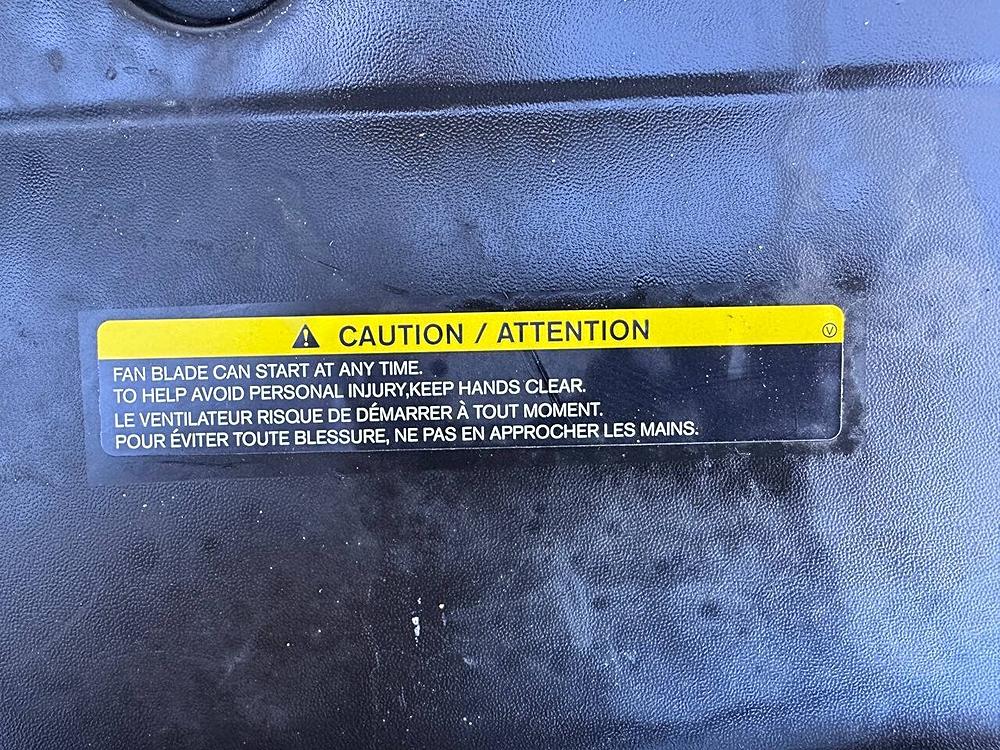 CAUTION / ATTENTION Ⓥ
FAN BLADE CAN START AT ANY TIME.
TO HELP AVOID PERSONAL INJURY,KEEP HANDS CLEAR.
LE VENTILATEUR RISQUE DE DÉMARRER À TOUT MOMENT.
POUR ÉVITER TOUTE BLESSURE, NE PAS EN APPROCHER LES MAINS.